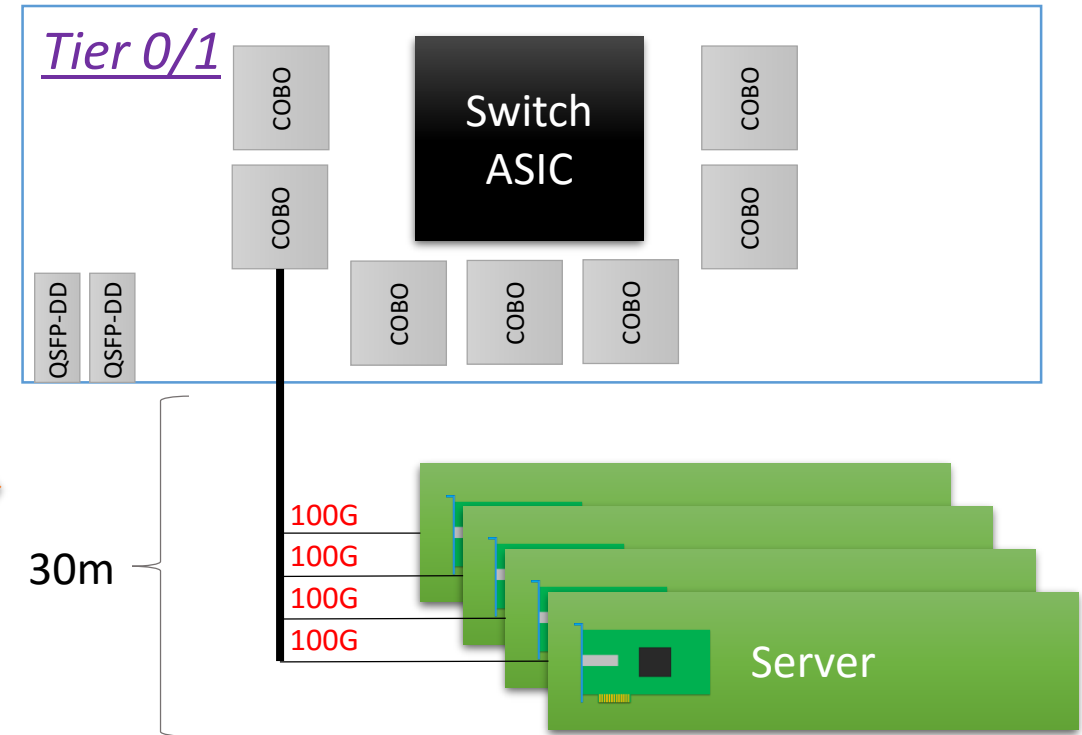 Tier 0/1
COBO
Switch
ASIC
COBO
COBO
COBO
QSFP-DD
QSFP-DD
COBO
COBO
COBO
30m
100G
100G
100G
100G
Server